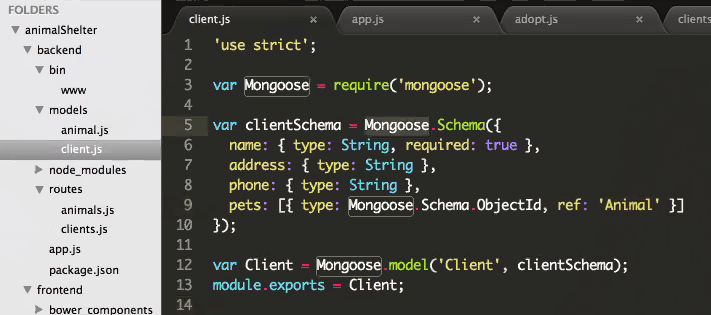 FOLDERS
animalShelter
backend
bin
www
models
animal.js
client.js
node_modules
routes
animals.js
clients.js
app.js
package.json
frontend
bower_components
client.js × app.js × adopt.js × clients
1 'use strict';
2
3 var Mongoose = require('mongoose');
4
5 var clientSchema = Mongoose.Schema({
6 name: { type: String, required: true },
7 address: { type: String },
8 phone: { type: String },
9 pets: [{ type: Mongoose.Schema.ObjectId, ref: 'Animal' }]
10 });
11
12 var Client = Mongoose.model('Client', clientSchema);
13 module.exports = Client;
14